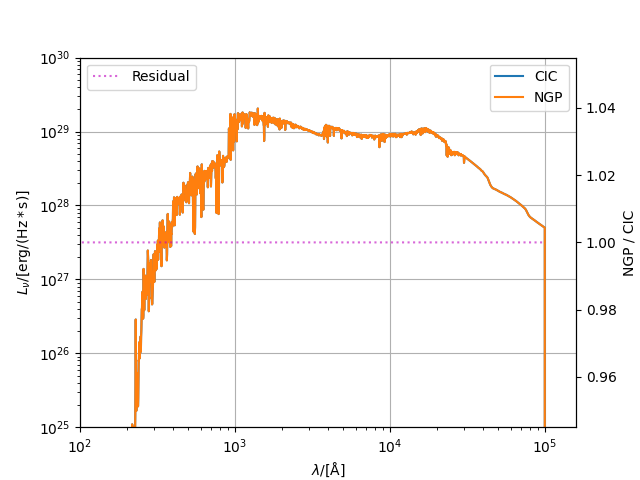 Residual
CIC
NGP
10^30
10^29
10^28
10^27
10^26
10^25
1.04
1.02
1.00
0.98
0.96
L_ν/[erg/(Hz * s)]
NGP / CIC
10^2
10^3
10^4
10^5
λ/[Å]